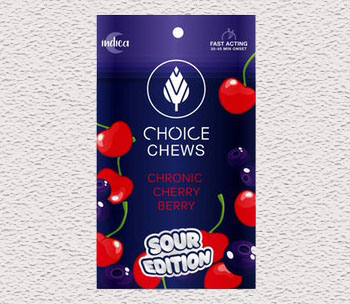 indica
FAST ACTING
30-45 MIN ONSET
CHOICE
CHEWS
CHRONIC
CHERRY
BERRY
SOUR
EDITION